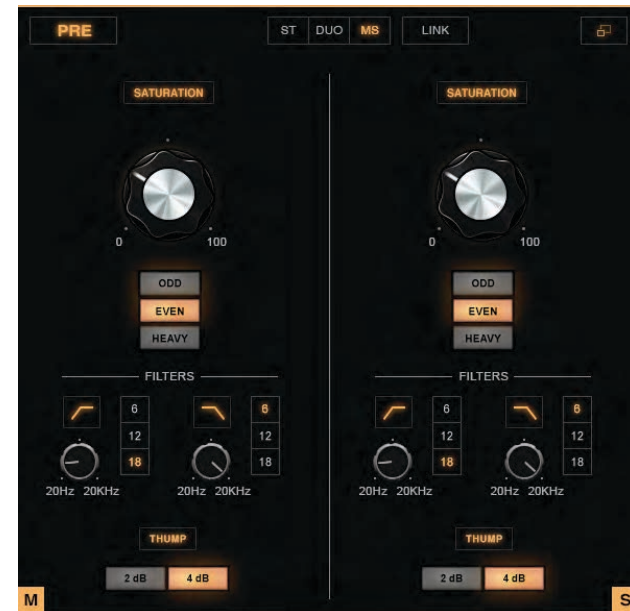 PRE ST DUO MS LINK
SATURATION SATURATION
0 100 0 100
ODD ODD
EVEN EVEN
HEAVY HEAVY
FILTERS FILTERS
6 6 6 6
12 12 12 12
18 18 18 18
20Hz 20KHz 20Hz 20KHz 20Hz 20KHz 20Hz 20KHz
THUMP THUMP
2 dB 4 dB 2 dB 4 dB
M S